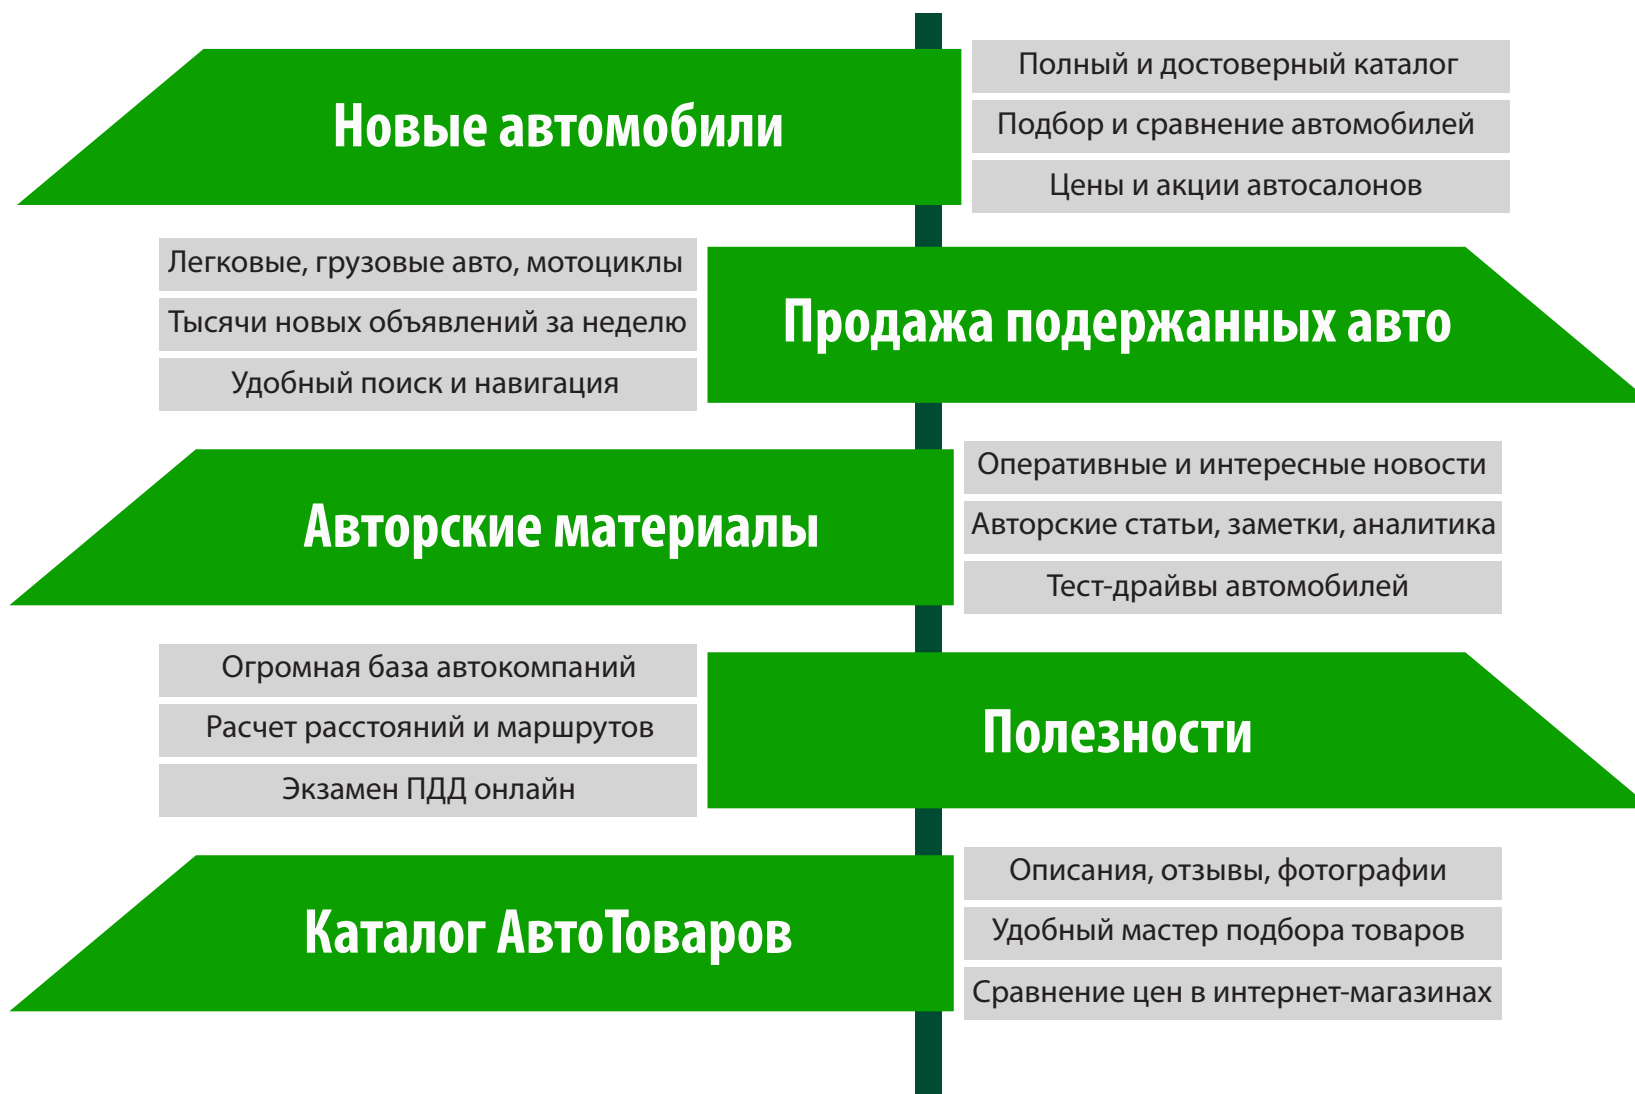 Новые автомобили
Полный и достоверный каталог
Подбор и сравнение автомобилей
Цены и акции автосалонов
Легковые, грузовые авто, мотоциклы
Тысячи новых объявлений за неделю
Удобный поиск и навигация
Продажа подержанных авто
Авторские материалы
Оперативные и интересные новости
Авторские статьи, заметки, аналитика
Тест-драйвы автомобилей
Огромная база автокомпаний
Расчет расстояний и маршрутов
Экзамен ПДД онлайн
Полезности
Каталог АвтоТоваров
Описания, отзывы, фотографии
Удобный мастер подбора товаров
Сравнение цен в интернет-магазинах